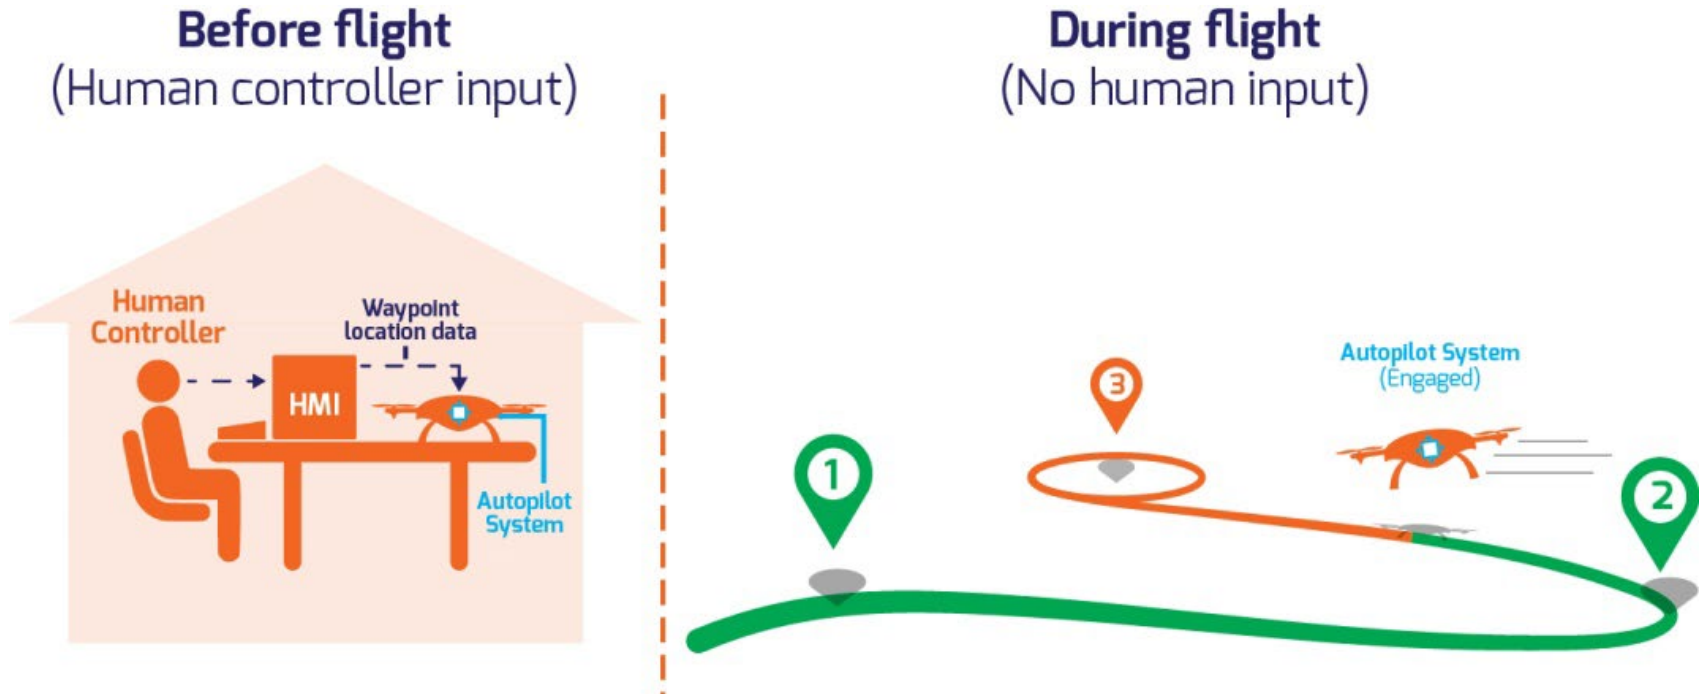 Before flight
(Human controller input)
Human
Controller
Waypoint
location data
HMI
Autopilot
System
During flight
(No human input)
3
Autopilot System
(Engaged)
1
2